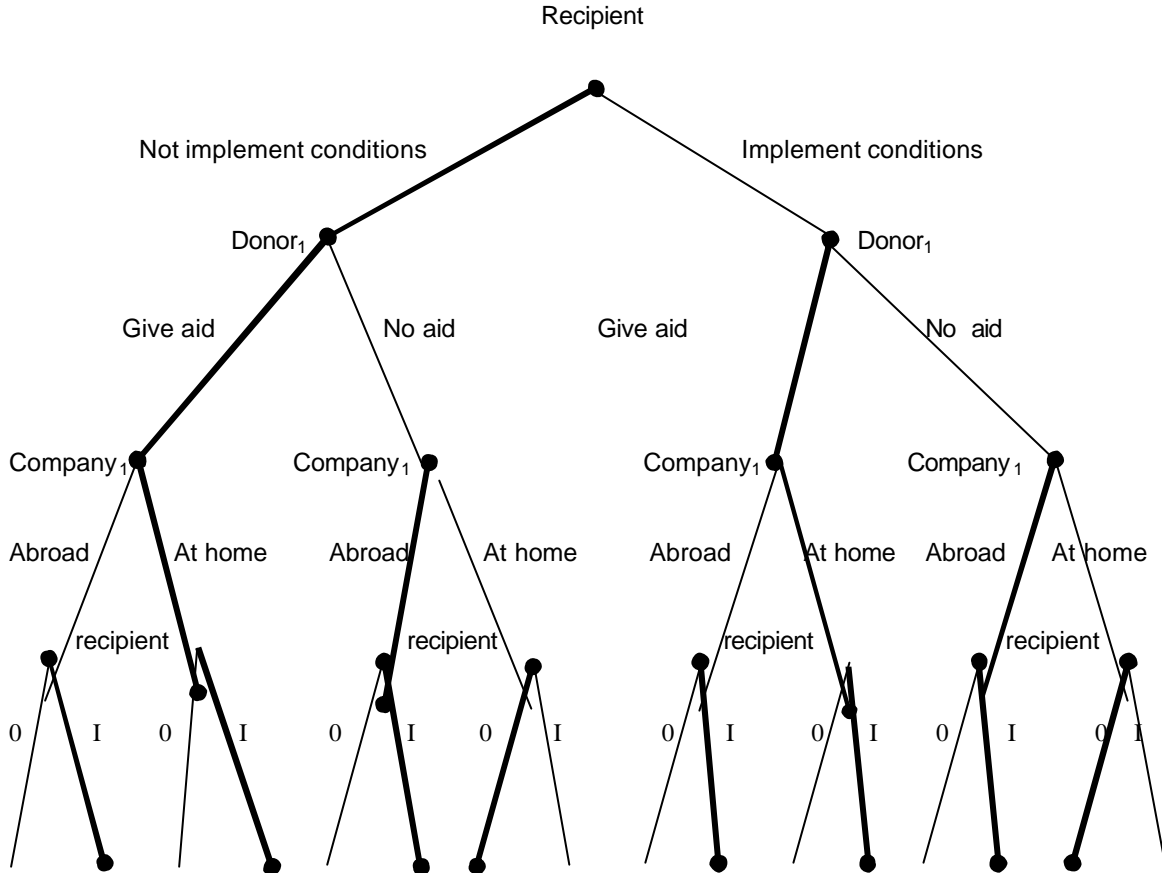 Recipient
Not implement conditions Implement conditions
Donor₁ Donor₁
Give aid No aid Give aid No aid
Company₁ Company₁ Company₁ Company₁
Abroad At home Abroad At home Abroad At home Abroad At home
recipient recipient recipient recipient
0 I 0 I 0 I 0 I 0 I 0 I 0 I 0 I